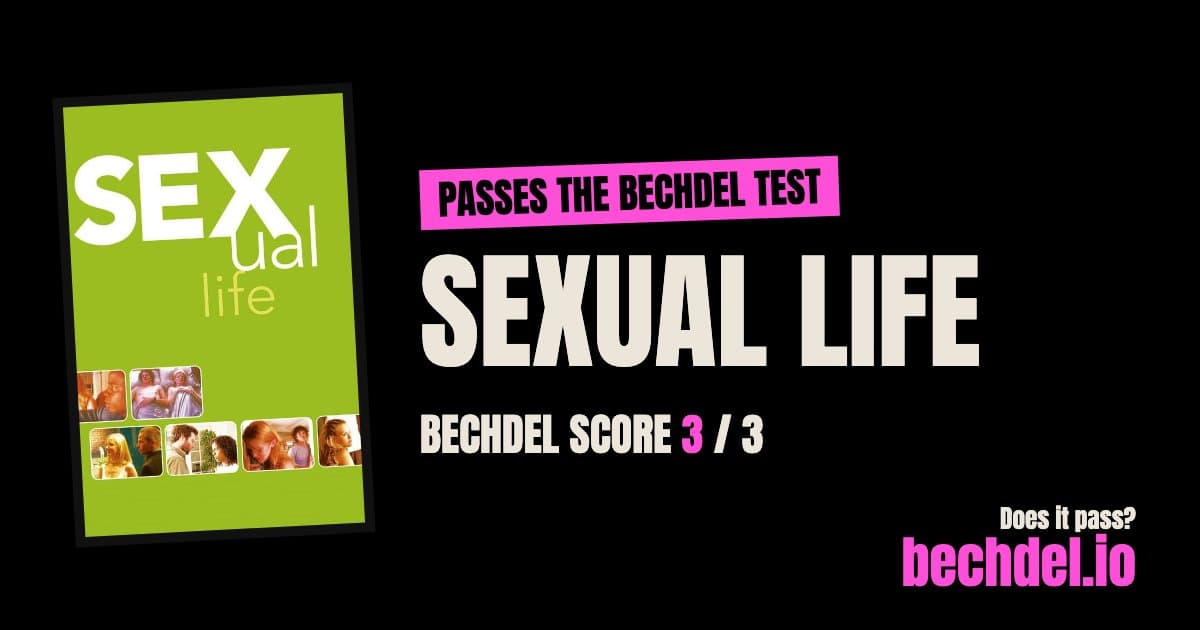 SEX
ual
life
PASSES THE BECHDEL TEST
SEXUAL LIFE
BECHDEL SCORE 3 / 3
Does it pass?
bechdel.io